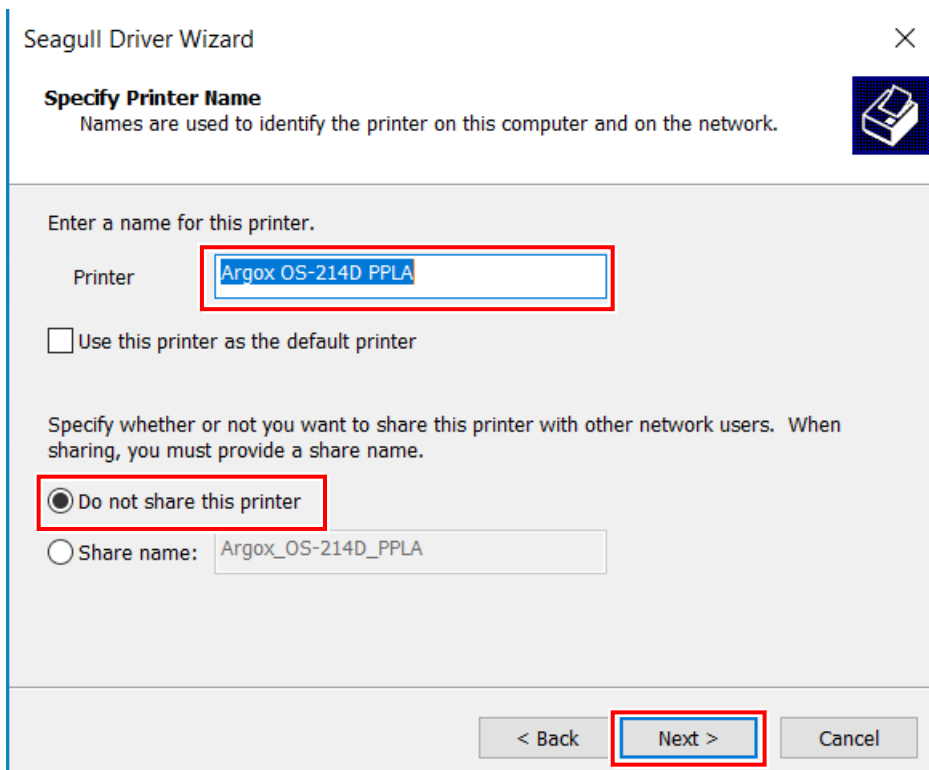 Seagull Driver Wizard
Specify Printer Name
Names are used to identify the printer on this computer and on the network.
Enter a name for this printer.
Printer Argox OS-214D PPLA
Use this printer as the default printer
Specify whether or not you want to share this printer with other network users.  When
sharing, you must provide a share name.
Do not share this printer
Share name: Argox_OS-214D_PPLA
< Back Next > Cancel